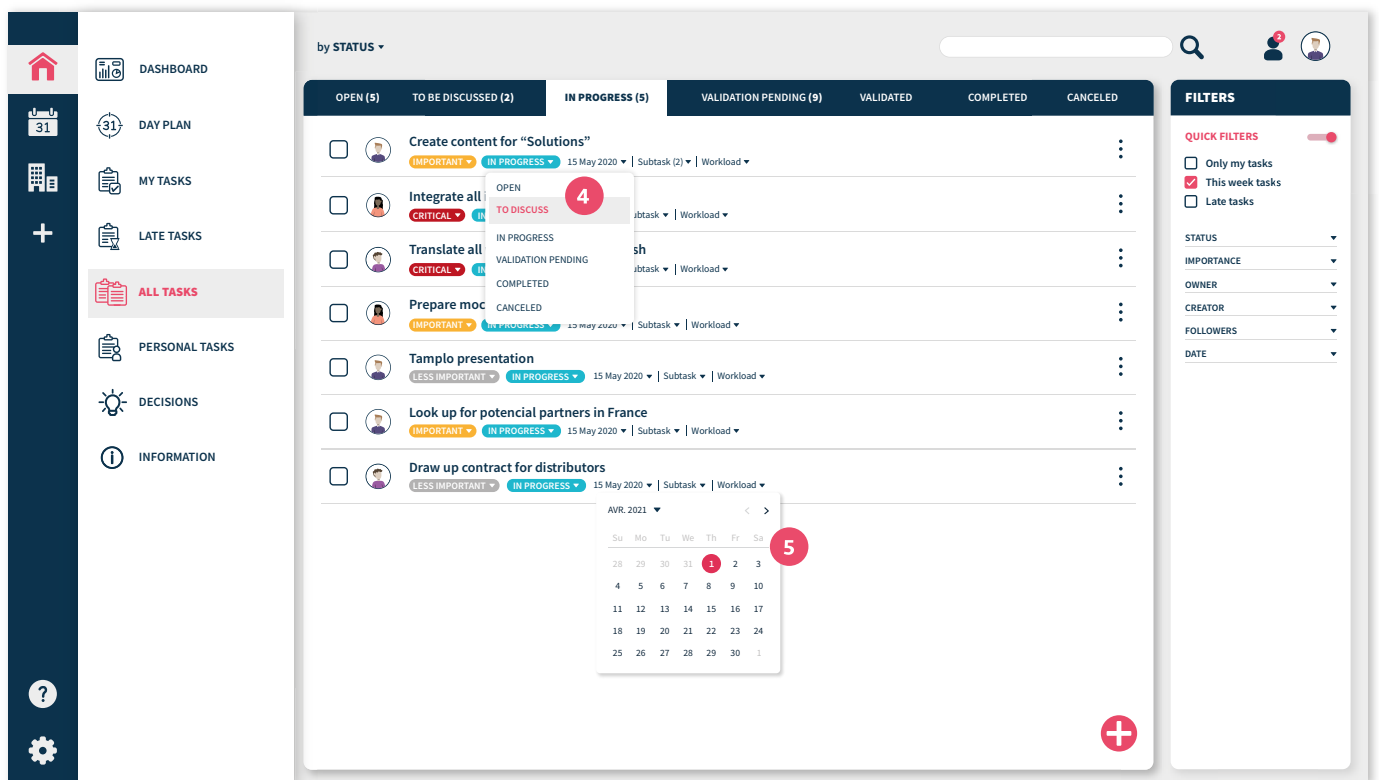 by STATUS
2
31
DASHBOARD
DAY PLAN
31
MY TASKS
LATE TASKS
ALL TASKS
PERSONAL TASKS
DECISIONS
INFORMATION
?
OPEN (5) TO BE DISCUSSED (2) IN PROGRESS (5) VALIDATION PENDING (9) VALIDATED COMPLETED CANCELED
Create content for “Solutions”
IMPORTANT IN PROGRESS 15 May 2020 Subtask (2) Workload
OPEN
4
TO DISCUSS
IN PROGRESS
VALIDATION PENDING
COMPLETED
CANCELED
Integrate all
CRITICAL Workload
Translate all
CRITICAL Workload
Prepare
IMPORTANT IN PROGRESS 15 May 2020 Subtask Workload
Tamplo presentation
LESS IMPORTANT IN PROGRESS 15 May 2020 Subtask Workload
Look up for potencial partners in France
IMPORTANT IN PROGRESS 15 May 2020 Subtask Workload
Draw up contract for distributors
LESS IMPORTANT IN PROGRESS 15 May 2020 Subtask Workload
AVR. 2021
5
Su Mo Tu We Th Fr Sa
28 29 30 31 1 2 3
4 5 6 7 8 9 10
11 12 13 14 15 16 17
18 19 20 21 22 23 24
25 26 27 28 29 30 1
FILTERS
QUICK FILTERS
Only my tasks
This week tasks
Late tasks
STATUS
IMPORTANCE
OWNER
CREATOR
FOLLOWERS
DATE